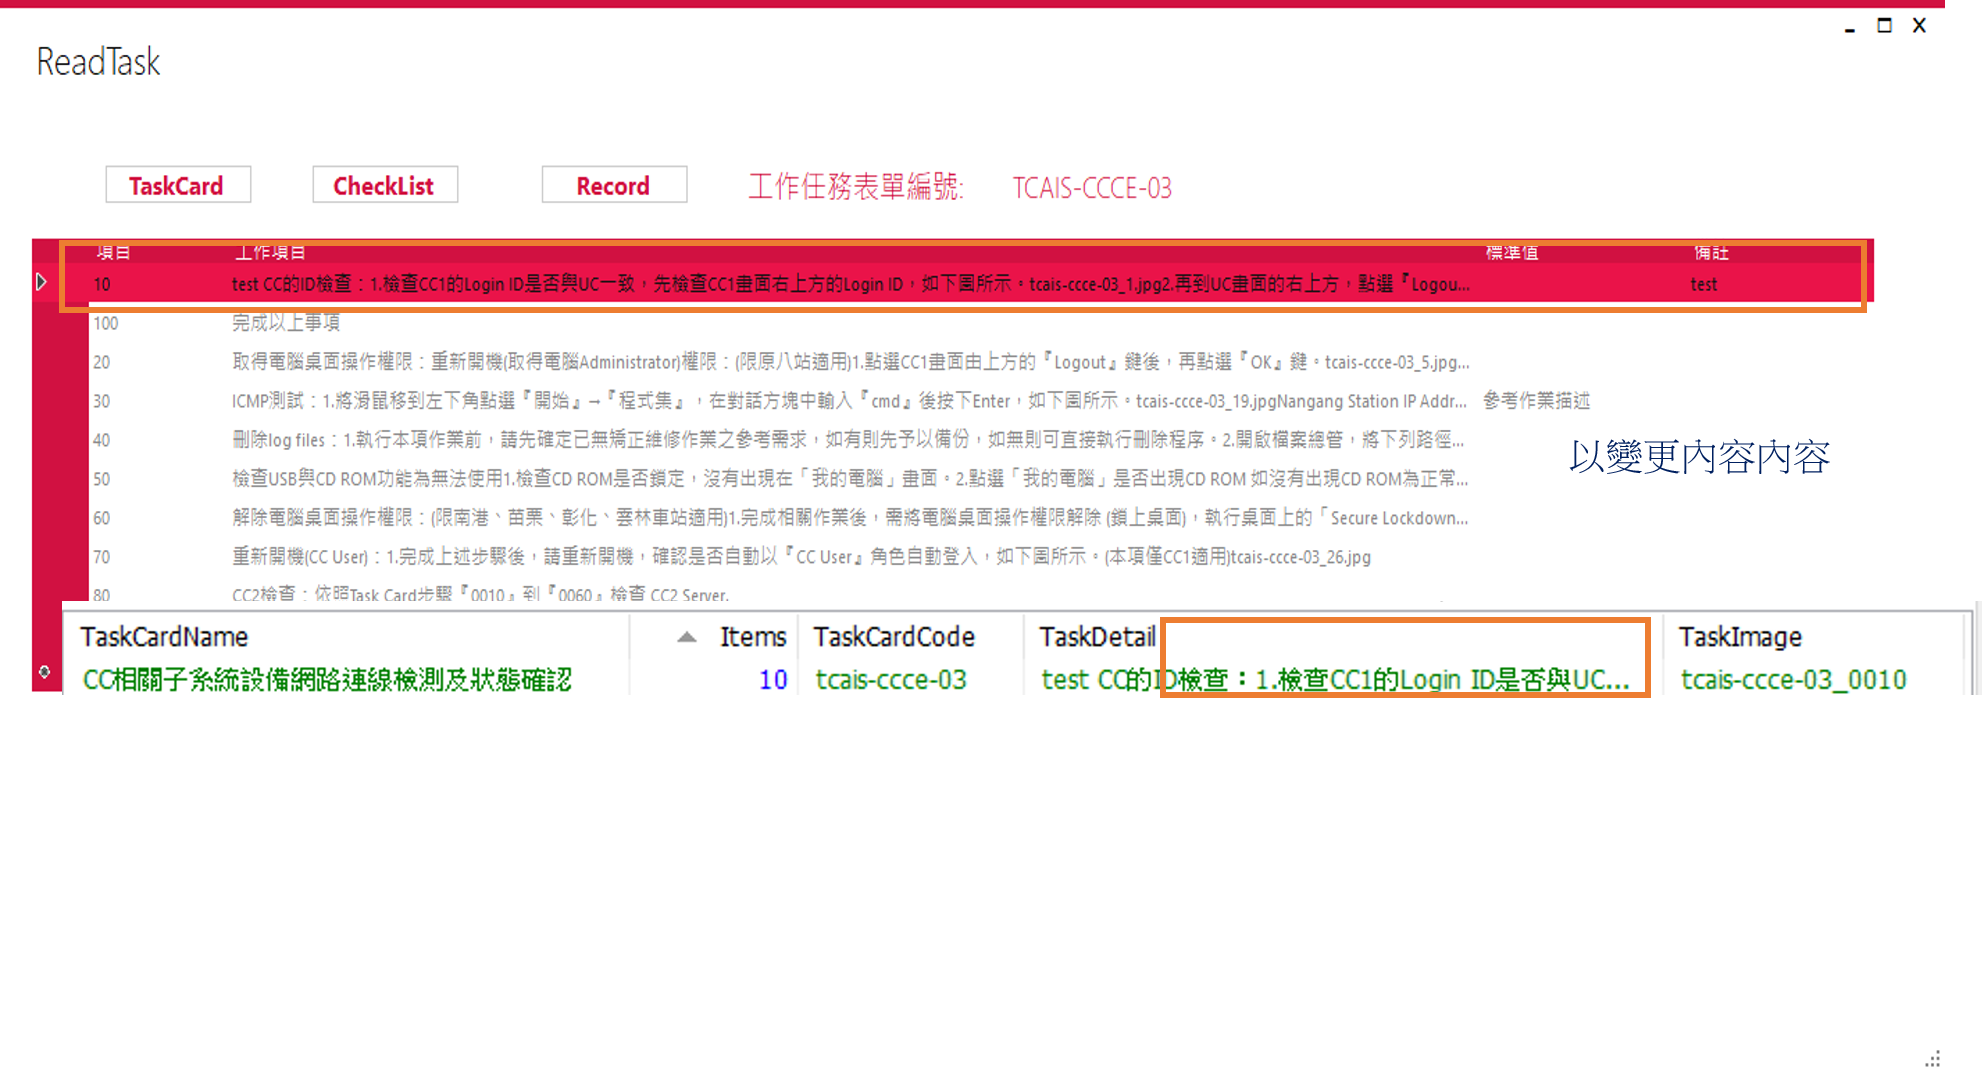 ReadTask
TaskCard CheckList Record 工作任務表單編號: TCAIS-CCCE-03
項目 工作項目 標準值 備註
10 test CC的ID檢查：1.檢查CC1的Login ID是否與UC一致，先檢查CC1畫面右上方的Login ID，如下圖所示。tcais-ccce-03_1.jpg2.再到UC畫面的右上方，點選『Logou... test
100 完成以上事項
20 取得電腦桌面操作權限：重新開機(取得電腦Administrator)權限：(限原八站適用)1.點選CC1畫面由上方的『Logout』鍵後，再點選『OK』鍵。tcais-ccce-03_5.jpg...
30 ICMP測試：1.將滑鼠移到左下角點選『開始』→『程式集』，在對話方塊中輸入『cmd』後按下Enter，如下圖所示。tcais-ccce-03_19.jpgNangang Station IP Addr... 參考作業描述
40 刪除log files：1.執行本項作業前，請先確定已無矯正維修作業之參考需求，如有則先予以備份，如無則可直接執行刪除程序。2.開啟檔案總管，將下列路徑...
以變更內容內容
50 檢查USB與CD ROM功能為無法使用1.檢查CD ROM是否鎖定，沒有出現在「我的電腦」畫面。2.點選「我的電腦」是否出現CD ROM 如沒有出現CD ROM為正常...
60 解除電腦桌面操作權限：(限南港、苗栗、彰化、雲林車站適用)1.完成相關作業後，需將電腦桌面操作權限解除 (鎖上桌面)，執行桌面上的「Secure Lockdown...
70 重新開機(CC User)：1.完成上述步驟後，請重新開機，確認是否自動以『CC User』角色自動登入，如下圖所示。(本項僅CC1適用)tcais-ccce-03_26.jpg
80 CC2檢查：依照Task Card步驟『0010』到『0060』檢查 CC2 Server.
TaskCardName Items TaskCardCode TaskDetail TaskImage
CC相關子系統設備網路連線檢測及狀態確認 10 tcais-ccce-03 test CC的ID檢查：1.檢查CC1的Login ID是否與UC... tcais-ccce-03_0010